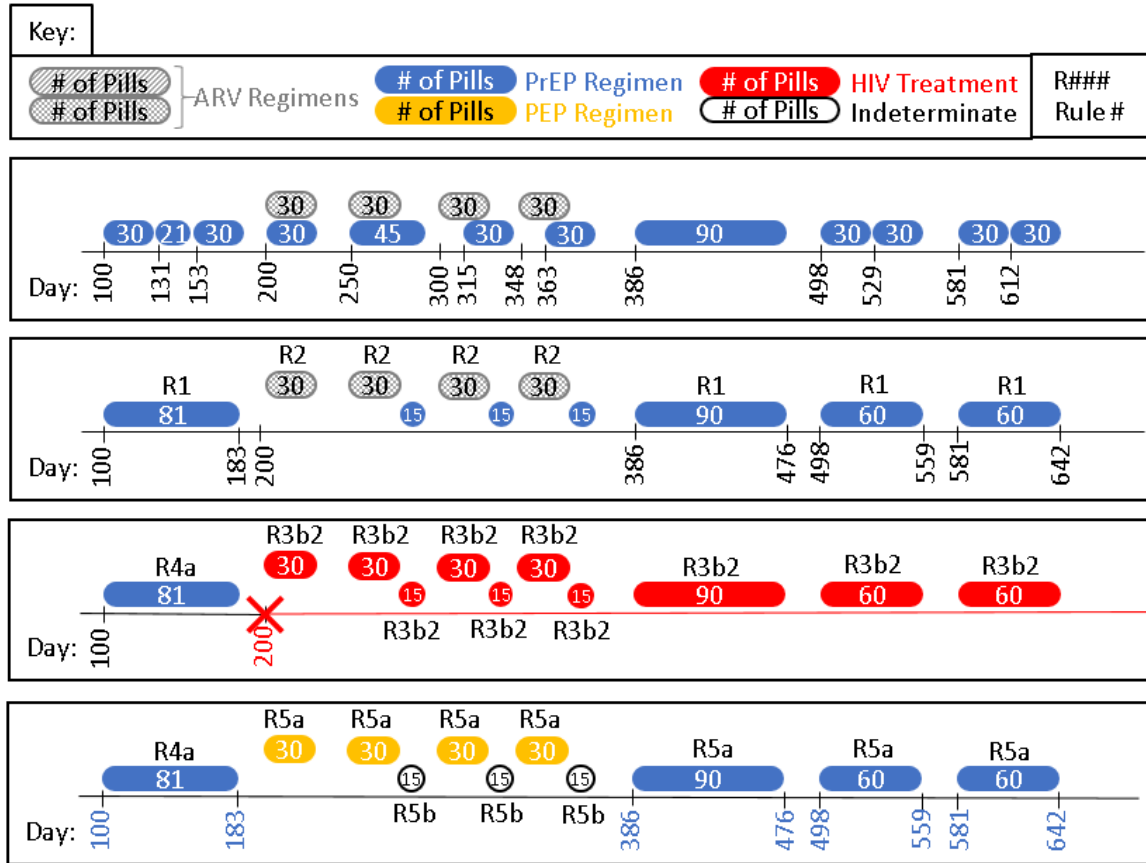 Key:
# of Pills # of Pills PrEP Regimen # of Pills HIV Treatment R###
# of Pills ARV Regimens # of Pills PEP Regimen # of Pills Indeterminate Rule #
30 30 30 30
30 21 30 30 45 30 30 90 30 30 30 30
Day: 100 131 153 200 250 300 315 348 363 386 498 529 581 612
R2 R2 R2 R2
R1 30 30 30 30 R1 R1 R1
81 15 15 15 90 60 60
Day: 100 183 200 386 476 498 559 581 642
R3b2 R3b2 R3b2 R3b2
R4a 30 30 30 30 R3b2 R3b2 R3b2
81 15 15 15 90 60 60
R3b2 R3b2 R3b2
Day: 100 200
R5a R5a R5a R5a
R4a 30 30 30 30 R5a R5a R5a
81 15 15 15 90 60 60
R5b R5b R5b
Day: 100 183 386 476 498 559 581 642